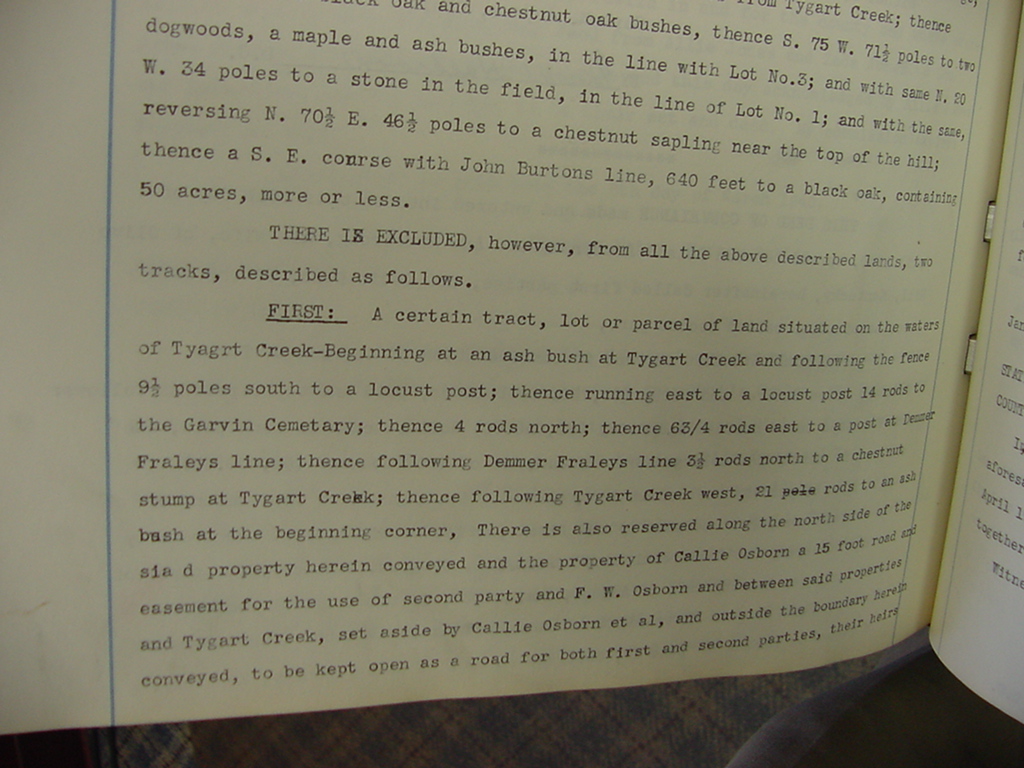 from Tygart Creek; thence
black oak and chestnut oak bushes, thence S. 75 W. 71½ poles to two
dogwoods, a maple and ash bushes, in the line with Lot No.3; and with same N. 20
W. 34 poles to a stone in the field, in the line of Lot No. 1; and with the same,
reversing N. 70½ E. 46½ poles to a chestnut sapling near the top of the hill;
thence a S. E. conrse with John Burtons line, 640 feet to a black oak, containing
50 acres, more or less.
THERE IS EXCLUDED, however, from all the above described lands, two
tracks, described as follows.
FIRST: A certain tract, lot or parcel of land situated on the waters
of Tyagrt Creek-Beginning at an ash bush at Tygart Creek and following the fence
9½ poles south to a locust post; thence running east to a locust post 14 rods to
the Garvin Cemetary; thence 4 rods north; thence 63/4 rods east to a post at Demmer
Fraleys line; thence following Demmer Fraleys line 3½ rods north to a chestnut
stump at Tygart Creek; thence following Tygart Creek west, 21 pole rods to an ash
bush at the beginning corner, There is also reserved along the north side of the
sia d property herein conveyed and the property of Callie Osborn a 15 foot road and
easement for the use of second party and F. W. Osborn and between said properties
and Tygart Creek, set aside by Callie Osborn et al, and outside the boundary herein
conveyed, to be kept open as a road for both first and second parties, their heirs
Jan
STAT
COUNT
aforesa
April 1
together
Witne